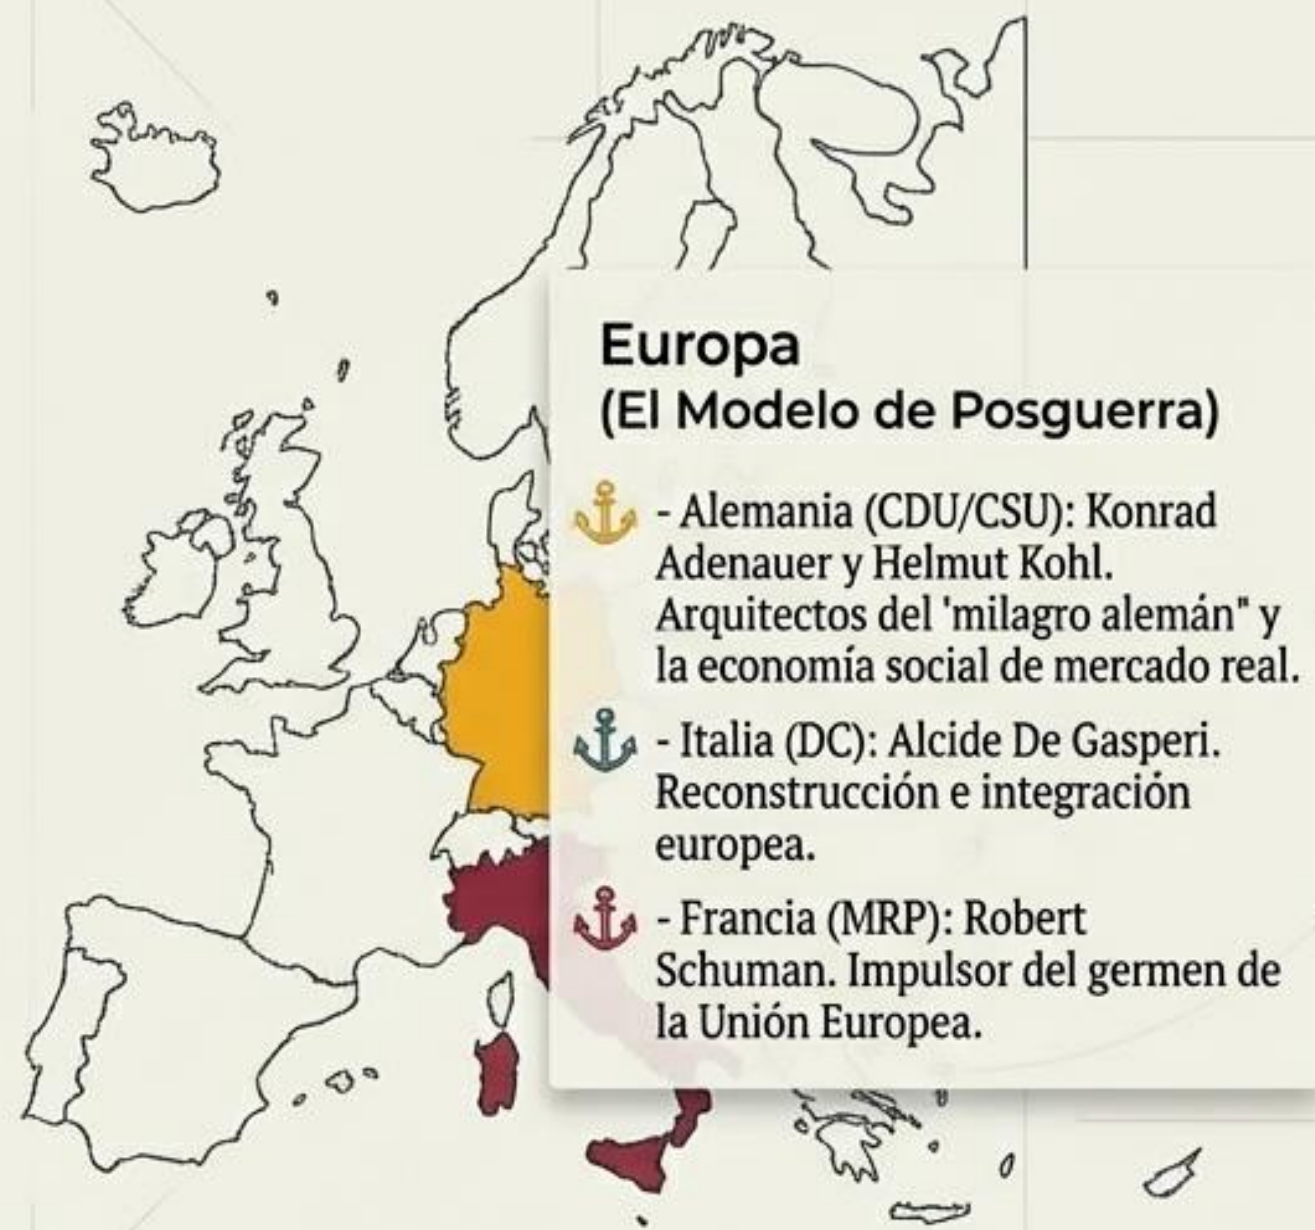 Europa
(El Modelo de Posguerra)
- Alemania (CDU/CSU): Konrad
Adenauer y Helmut Kohl.
Arquitectos del 'milagro alemán" y
la economía social de mercado real.
- Italia (DC): Alcide De Gasperi.
Reconstrucción e integración
europea.
- Francia (MRP): Robert
Schuman. Impulsor del germen de
la Unión Europea.